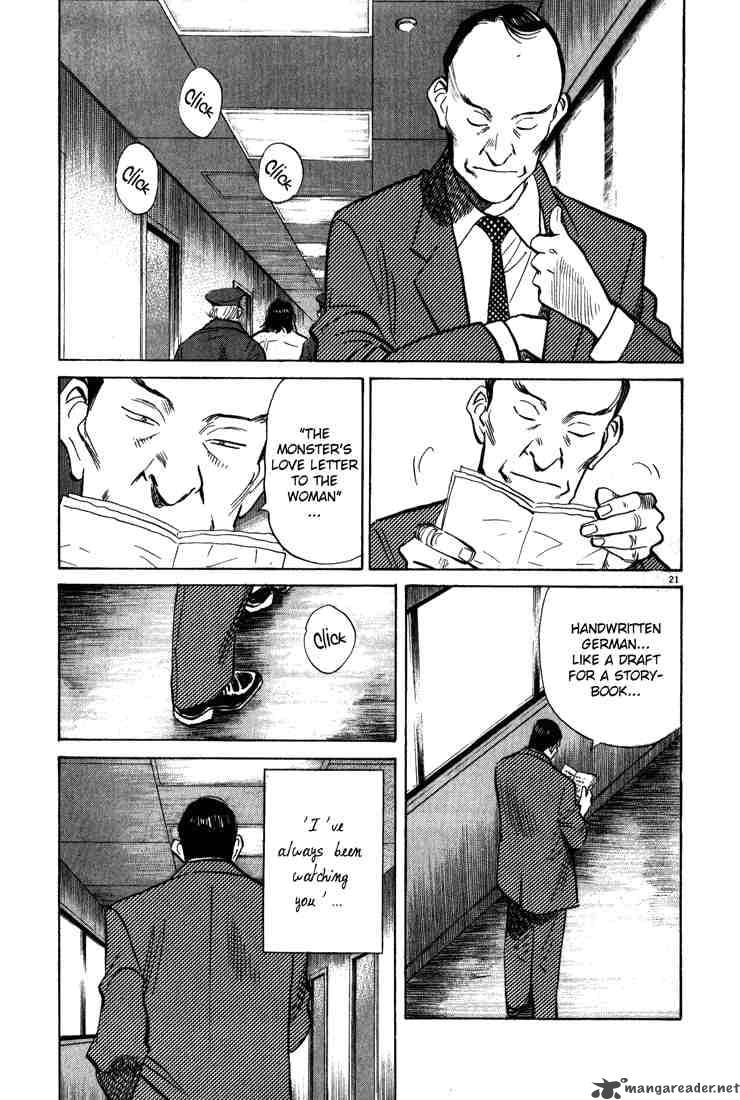 Click
Click
Click
"THE
MONSTER'S
LOVE LETTER
TO THE
WOMAN"
...
21
Click
HANDWRITTEN
GERMAN...
LIKE A DRAFT
FOR A STORY-
BOOK...
'I've
always been
watching
you'...
mangareader.net